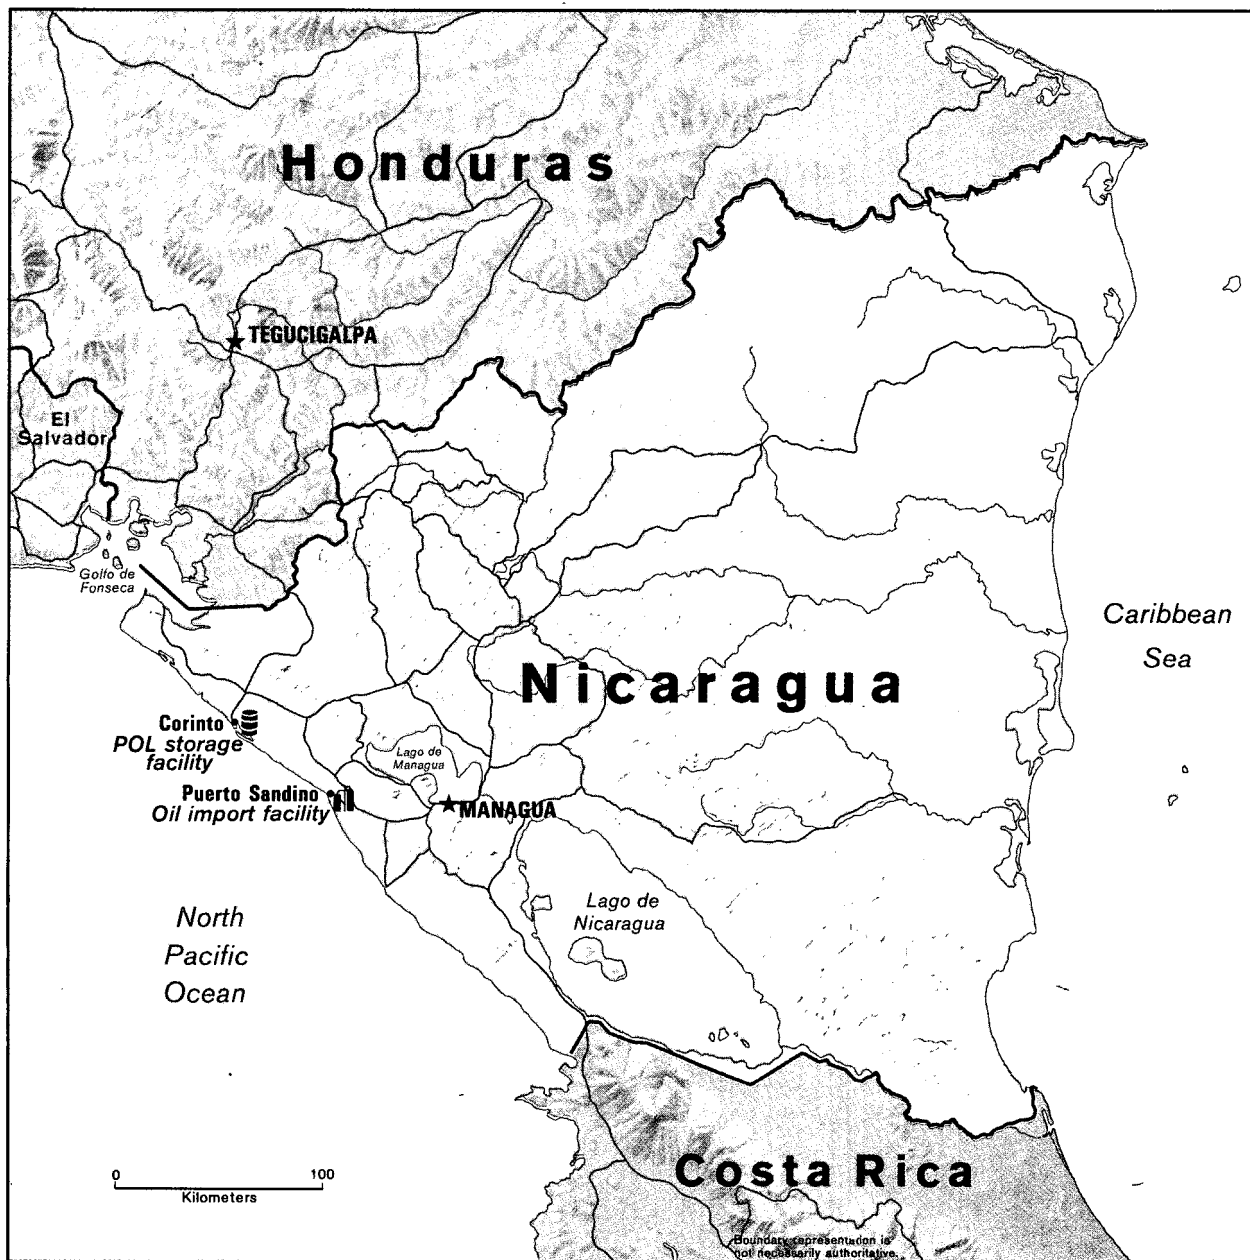 Honduras
TEGUCIGALPA
El
Salvador
Golfo de
Fonseca
Caribbean
Sea
Nicaragua
Corinto
POL storage
facility
Lago de
Managua
Puerto Sandino
Oil import facility
MANAGUA
Lago de
Nicaragua
North
Pacific
Ocean
Costa Rica
0 100
Kilometers
Boundary representation is
not necessarily authoritative.